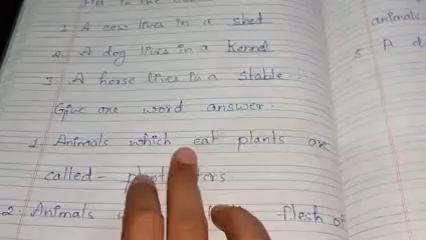 1. A cow lives in a shed
2. A dog lives in a Kennel
3. A horse lives in a Stable.
Give one word answer.
1. Animals which eat plants are
called-
2. Animals flesh of
animals
5. A